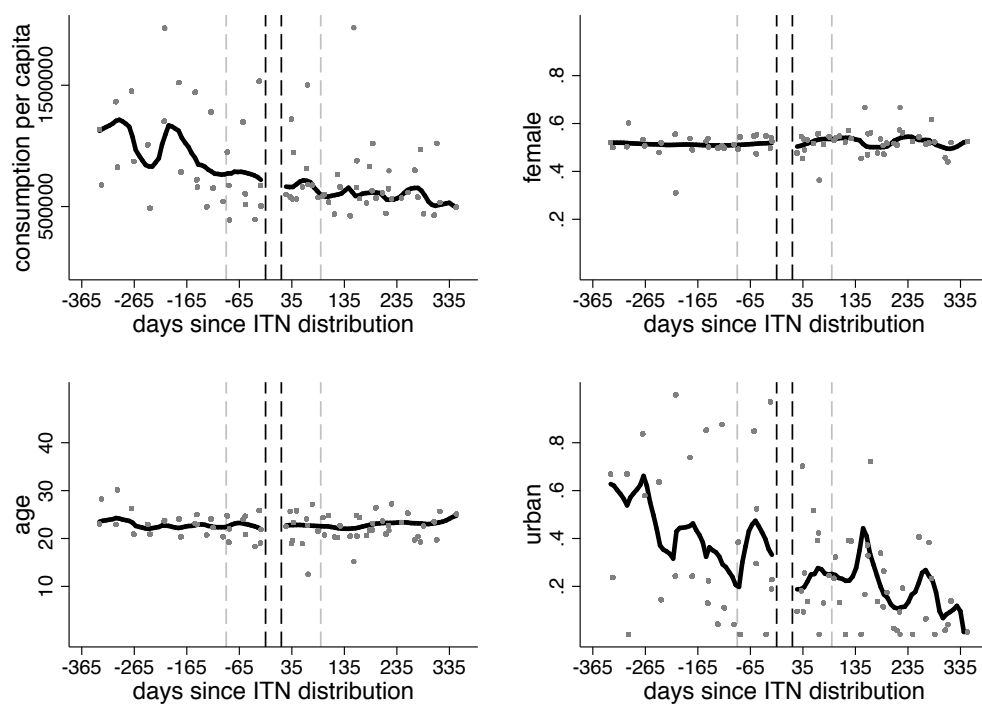 consumption per capita
1500000
500000
-365 -265 -165 -65 35 135 235 335
days since ITN distribution
female
.8
.6
.4
.2
-365 -265 -165 -65 35 135 235 335
days since ITN distribution
age
40
30
20
10
-365 -265 -165 -65 35 135 235 335
days since ITN distribution
urban
.8
.6
.4
.2
-365 -265 -165 -65 35 135 235 335
days since ITN distribution